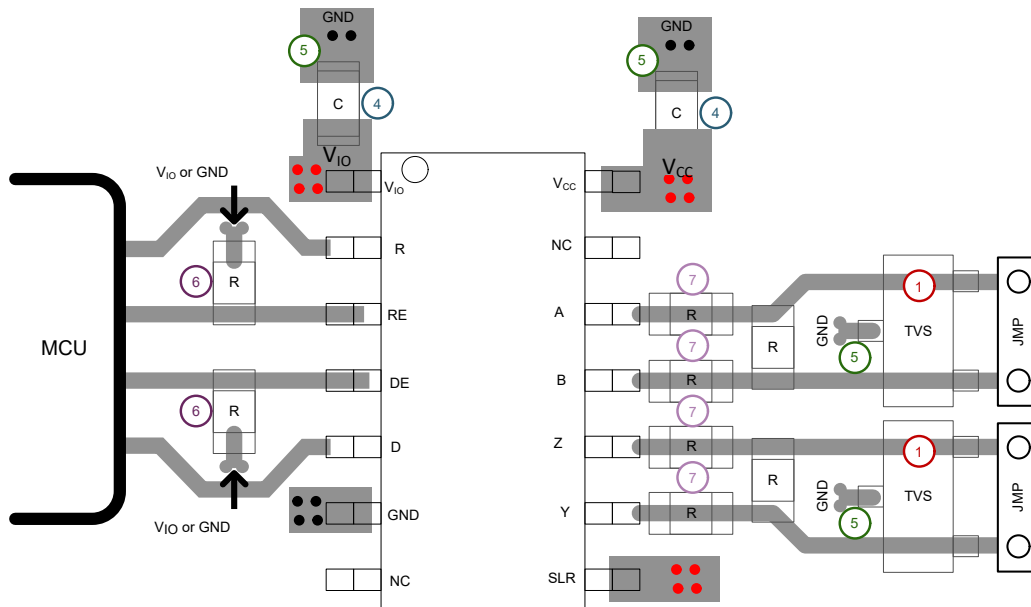 GND
GND
5
5
C
4
C
4
VIO
VCC
VIO or GND
VIO
VCC
R
NC
7
1
6
R
RE
A
R
GND
TVS
JMP
MCU
7
R
5
DE
B
R
6
R
7
D
Z
R
1
7
R
GND
TVS
JMP
VIO or GND
GND
Y
R
5
NC
SLR